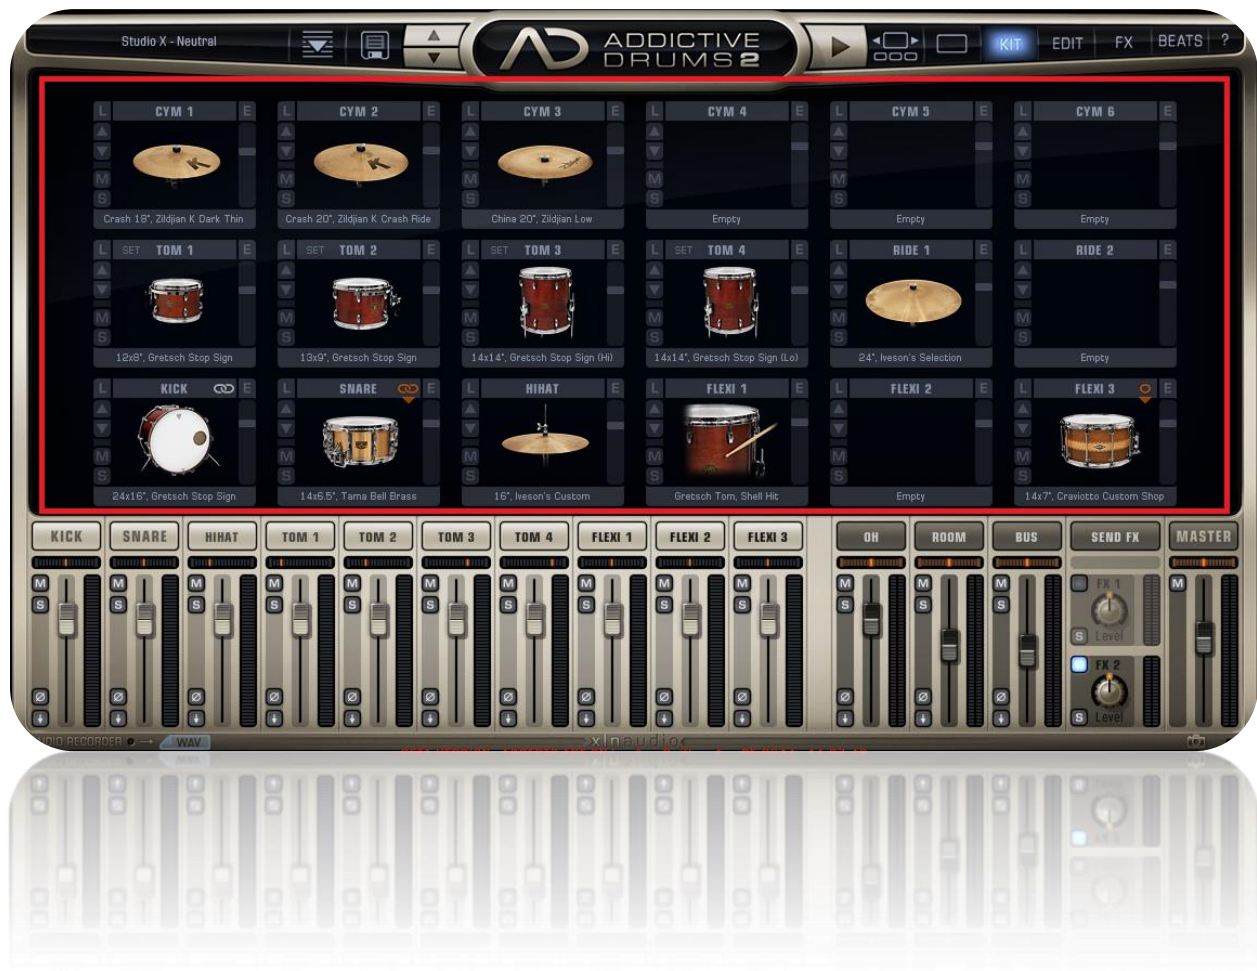 Studio X - Neutral
ADDICTIVE
DRUMS 2
KIT EDIT FX BEATS ?
L CYM 1 E L CYM 2 E L CYM 3 E L CYM 4 E L CYM 5 E L CYM 6 E
M M M M M M
S S S S S S
Crash 18", Zildjian K Dark Thin Crash 20", Zildjian K Crash Ride China 20", Zildjian Low Empty Empty Empty
L SET TOM 1 E L SET TOM 2 E L SET TOM 3 E L SET TOM 4 E L RIDE 1 E L RIDE 2 E
M M M M M M
S S S S S S
12x8", Gretsch Stop Sign 13x9", Gretsch Stop Sign 14x14", Gretsch Stop Sign (Hi) 14x14", Gretsch Stop Sign (Lo) 24", Iveson's Selection Empty
L KICK E L SNARE E L HIHAT E L FLEXI 1 E L FLEXI 2 E L FLEXI 3 E
M M M M M M
S S S S S S
24x16", Gretsch Stop Sign 14x6.5", Tama Bell Brass 16", Iveson's Custom Gretsch Tom, Shell Hit Empty 14x7", Craviotto Custom Shop
KICK SNARE HIHAT TOM 1 TOM 2 TOM 3 TOM 4 FLEXI 1 FLEXI 2 FLEXI 3 OH ROOM BUS SEND FX MASTER
M M M M M M M M M M M M M FX 1 M
S S S S S S S S S S S S S
S Level
FX 2
Ø Ø Ø Ø Ø Ø Ø Ø Ø Ø Ø Ø Ø
S Level
RECORDER WAV
xlnaudio